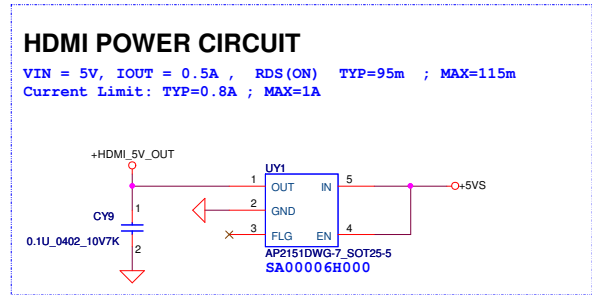 HDMI POWER CIRCUIT
VIN = 5V, IOUT = 0.5A , RDS(ON) TYP=95m ; MAX=115m
Current Limit: TYP=0.8A ; MAX=1A
+HDMI_5V_OUT
UY1
1 OUT IN 5
+5VS
2 GND
CY9
1
3 FLG EN 4
0.1U_0402_10V7K
2
AP2151DWG-7_SOT25-5
SA00006H000